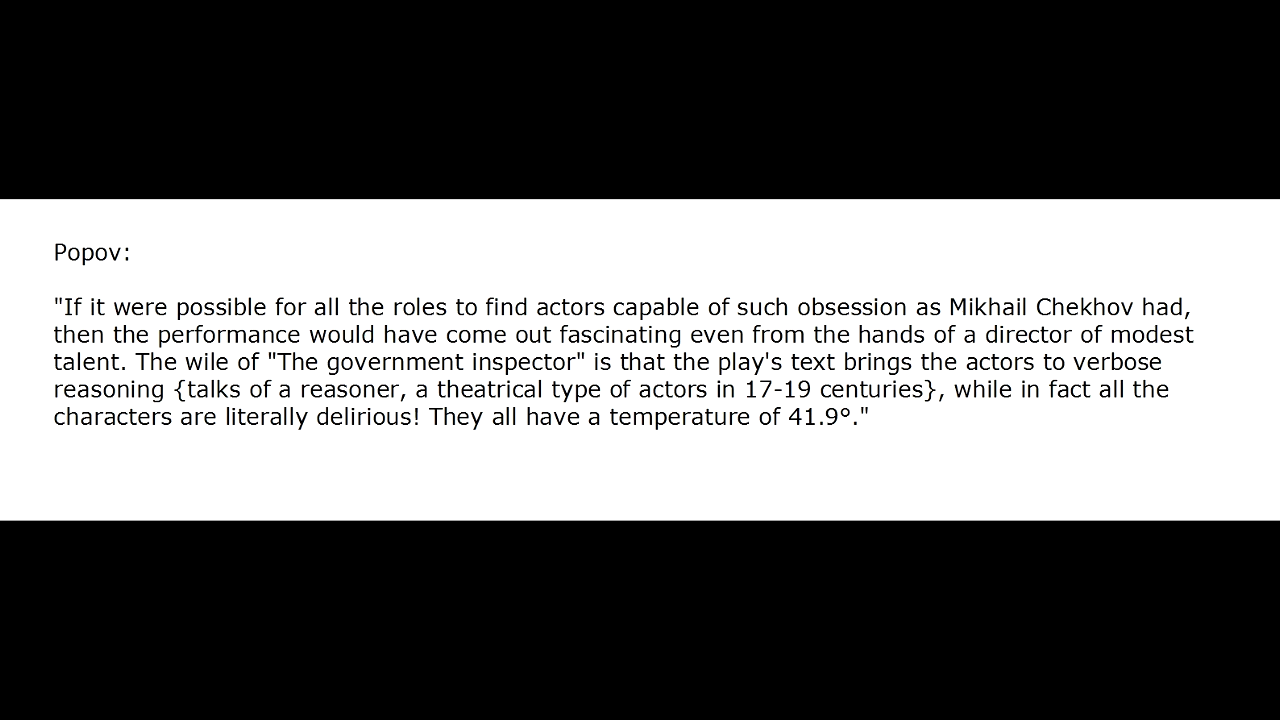 Popov:
"If it were possible for all the roles to find actors capable of such obsession as Mikhail Chekhov had,
then the performance would have come out fascinating even from the hands of a director of modest
talent. The wile of "The government inspector" is that the play's text brings the actors to verbose
reasoning {talks of a reasoner, a theatrical type of actors in 17-19 centuries}, while in fact all the
characters are literally delirious! They all have a temperature of 41.9°."